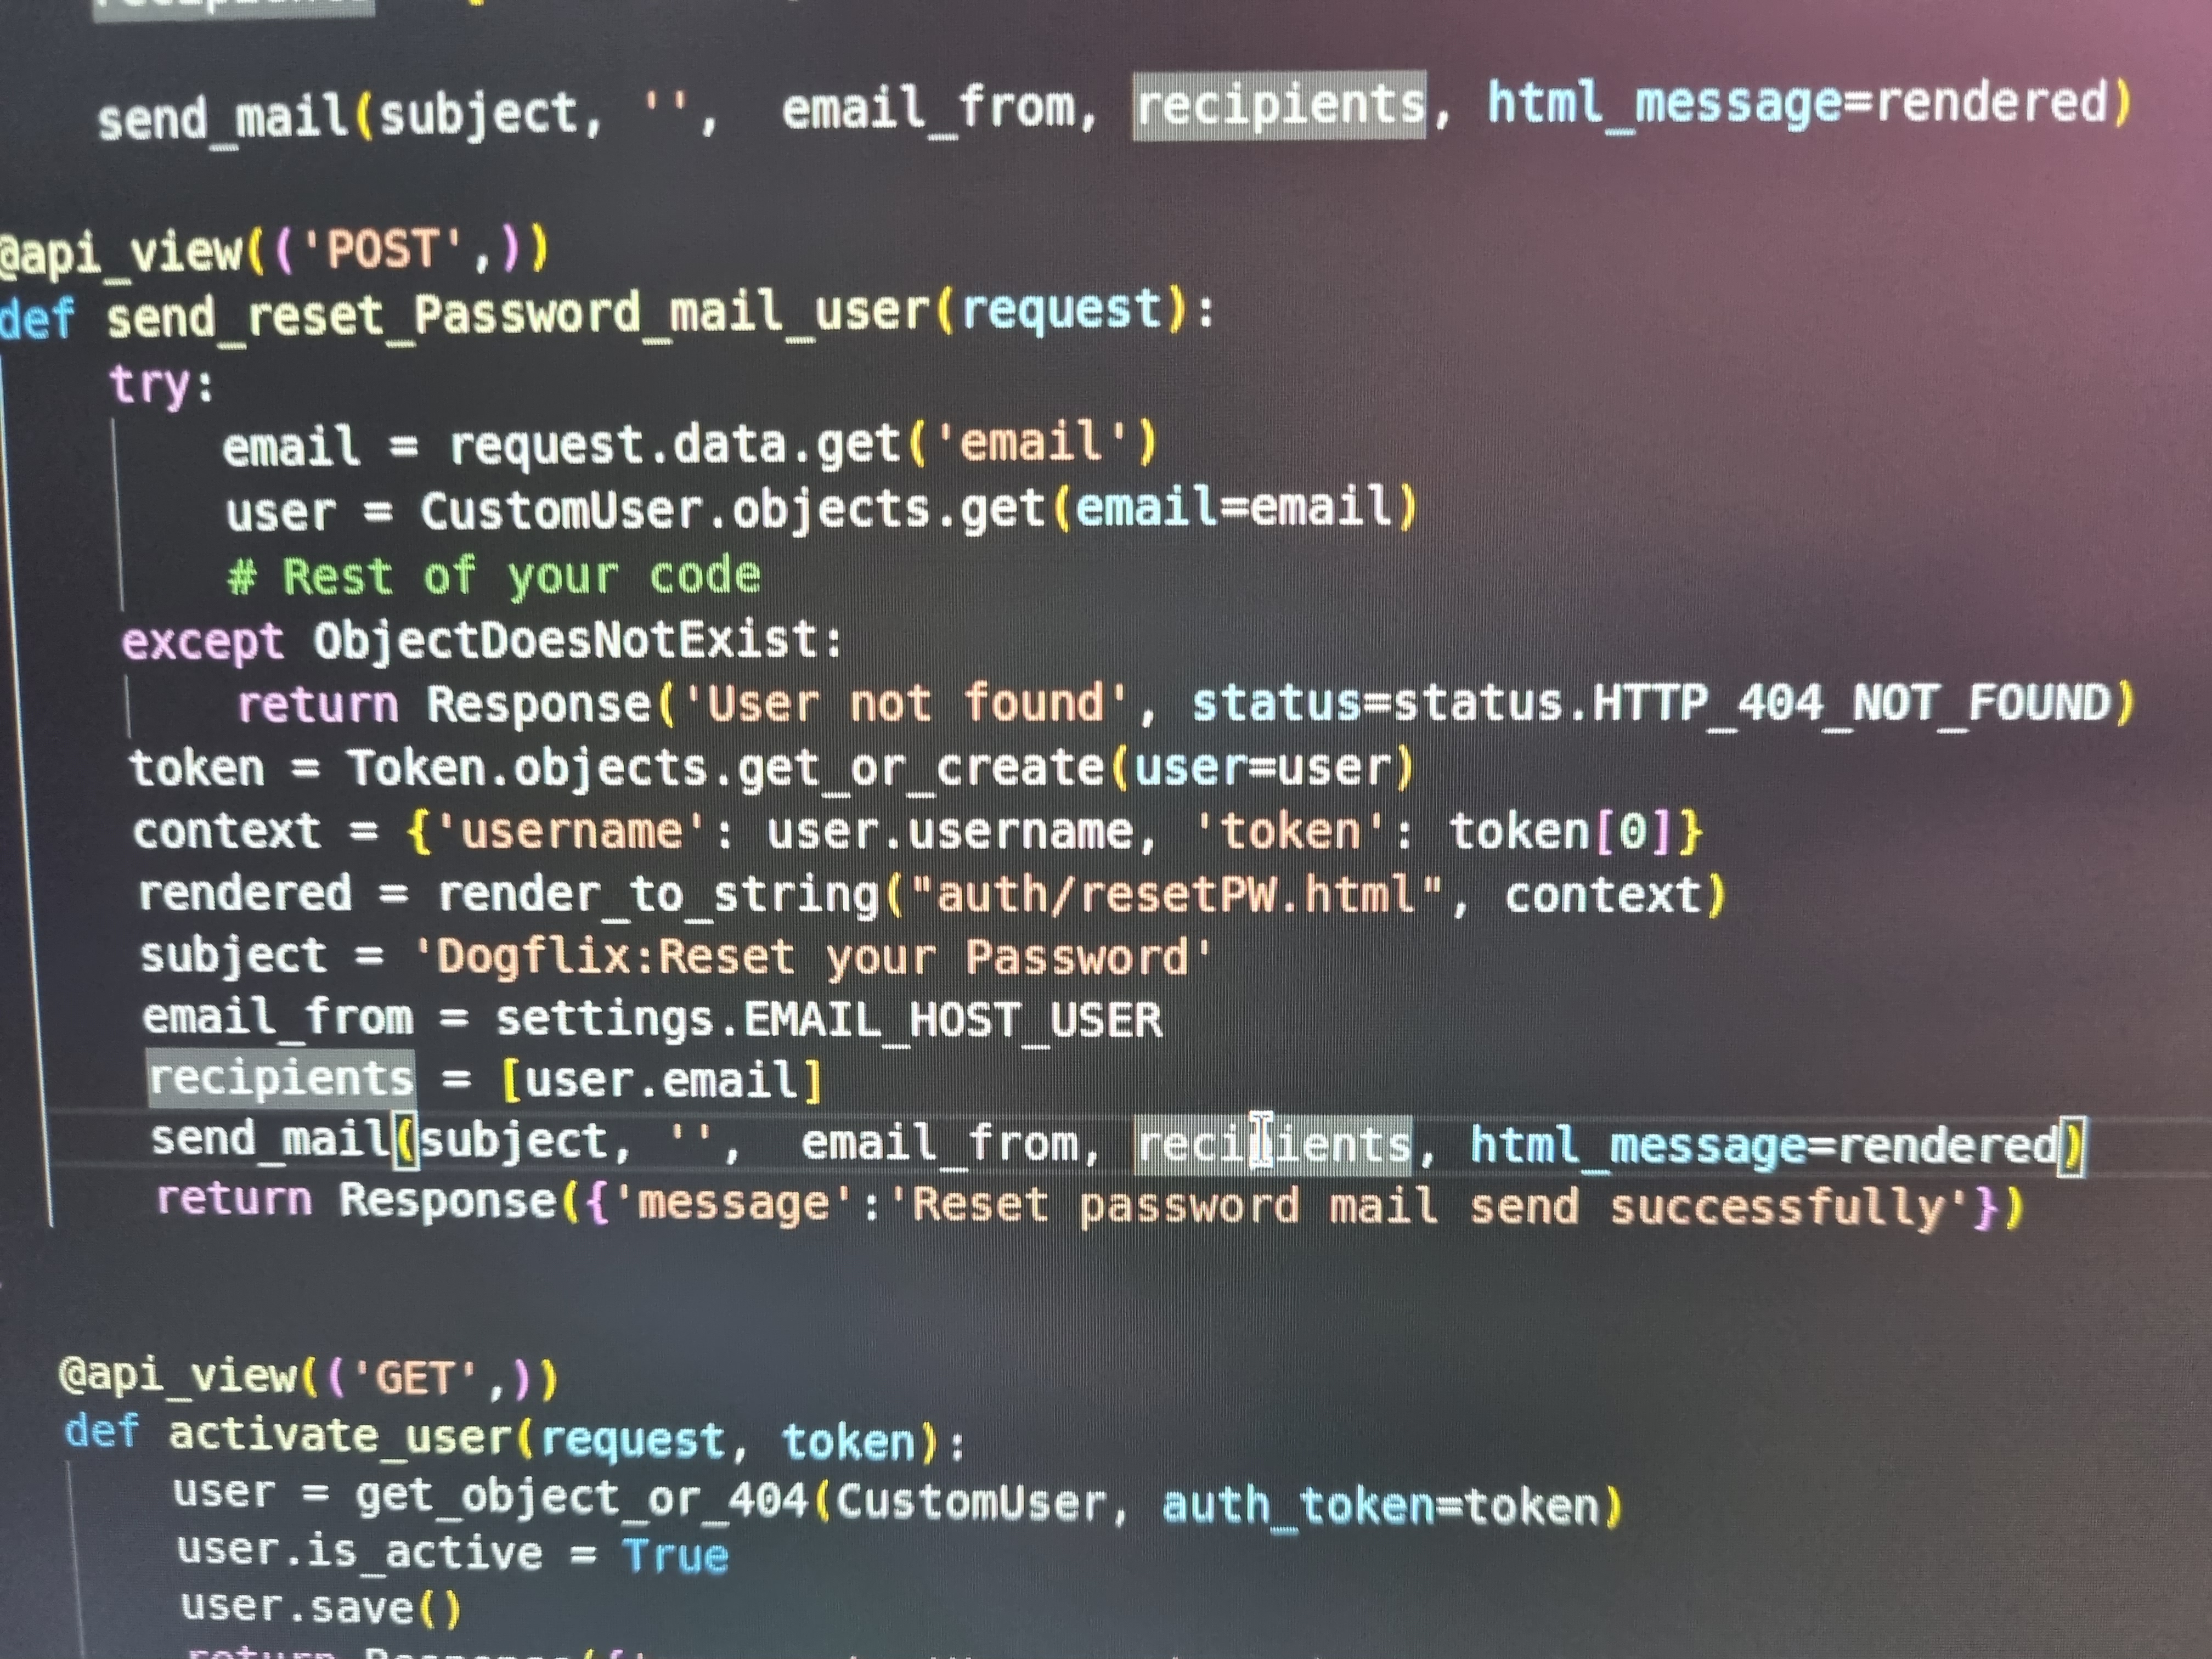 send_mail(subject, '',  email_from, recipients, html_message=rendered)
@api_view(('POST',))
def send_reset_Password_mail_user(request):
try:
email = request.data.get('email')
user = CustomUser.objects.get(email=email)
# Rest of your code
except ObjectDoesNotExist:
return Response('User not found', status=status.HTTP_404_NOT_FOUND)
token = Token.objects.get_or_create(user=user)
context = {'username': user.username, 'token': token[0]}
rendered = render_to_string("auth/resetPW.html", context)
subject = 'Dogflix:Reset your Password'
email_from = settings.EMAIL_HOST_USER
recipients = [user.email]
send_mail(subject, '',  email_from, recipients, html_message=rendered)
return Response({'message':'Reset password mail send successfully'})
@api_view(('GET',))
def activate_user(request, token):
user = get_object_or_404(CustomUser, auth_token=token)
user.is_active = True
user.save()